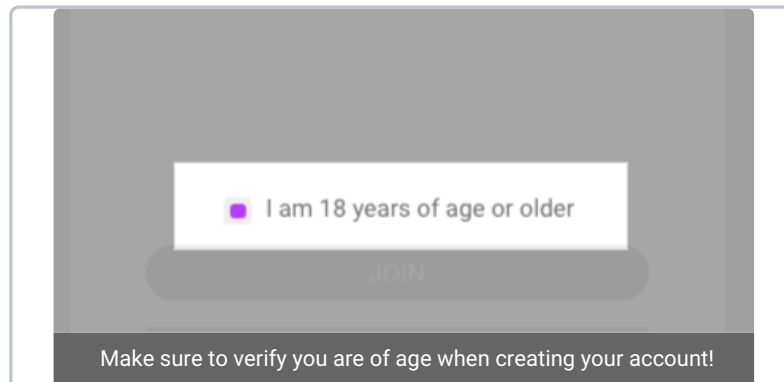 I am 18 years of age or older
JOIN
Make sure to verify you are of age when creating your account!